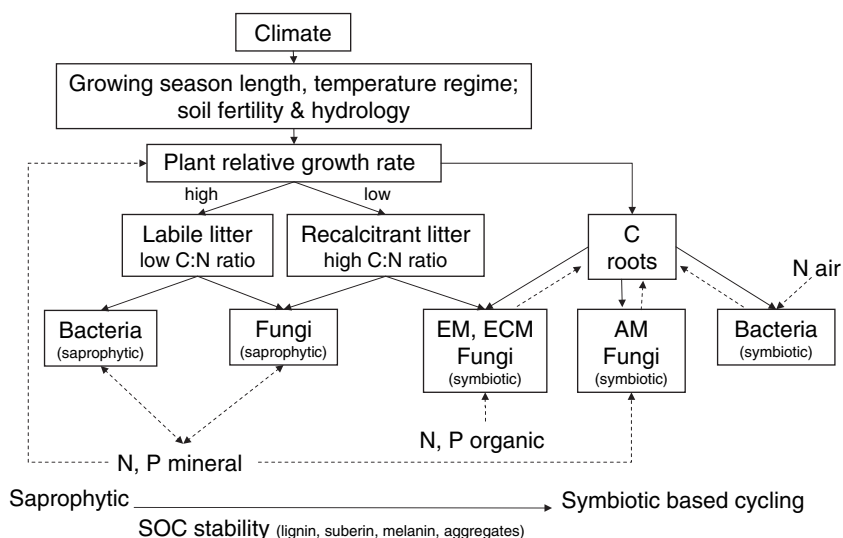 Climate
Growing season length, temperature regime;
soil fertility & hydrology
Plant relative growth rate
high
low
Labile litter
low C:N ratio
Recalcitrant litter
high C:N ratio
C
roots
N air
Bacteria
(saprophytic)
Fungi
(saprophytic)
EM, ECM
Fungi
(symbiotic)
AM
Fungi
(symbiotic)
Bacteria
(symbiotic)
N, P organic
N, P mineral
Saprophytic
Symbiotic based cycling
SOC stability (lignin, suberin, melanin, aggregates)